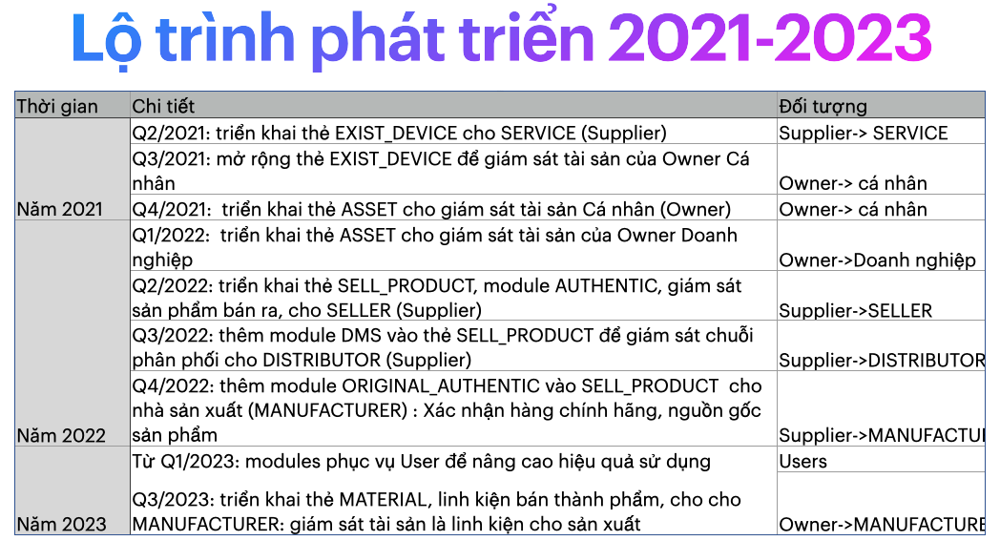 Lộ trình phát triển 2021-2023
Thời gian Chi tiết Đối tượng
Q2/2021: triển khai thẻ EXIST_DEVICE cho SERVICE (Supplier) Supplier-> SERVICE
Q3/2021: mở rộng thẻ EXIST_DEVICE để giám sát tài sản của Owner Cá
nhân Owner-> cá nhân
Năm 2021 Q4/2021: triển khai thẻ ASSET cho giám sát tài sản Cá nhân (Owner) Owner-> cá nhân
Q1/2022: triển khai thẻ ASSET cho giám sát tài sản của Owner Doanh
nghiệp Owner->Doanh nghiệp
Q2/2022: triển khai thẻ SELL_PRODUCT, module AUTHENTIC, giám sát
sản phẩm bán ra, cho SELLER (Supplier) Supplier->SELLER
Q3/2022: thêm module DMS vào thẻ SELL_PRODUCT để giám sát chuỗi
phân phối cho DISTRIBUTOR (Supplier) Supplier->DISTRIBUTOR
Q4/2022: thêm module ORIGINAL_AUTHENTIC vào SELL_PRODUCT cho
nhà sản xuất (MANUFACTURER) : Xác nhận hàng chính hãng, nguồn gốc
Năm 2022 sản phẩm Supplier->MANUFACTU
Từ Q1/2023: modules phục vụ User để nâng cao hiệu quả sử dụng Users
Q3/2023: triển khai thẻ MATERIAL, linh kiện bán thành phẩm, cho cho
Năm 2023 MANUFACTURER: giám sát tài sản là linh kiện cho sản xuất Owner->MANUFACTURE